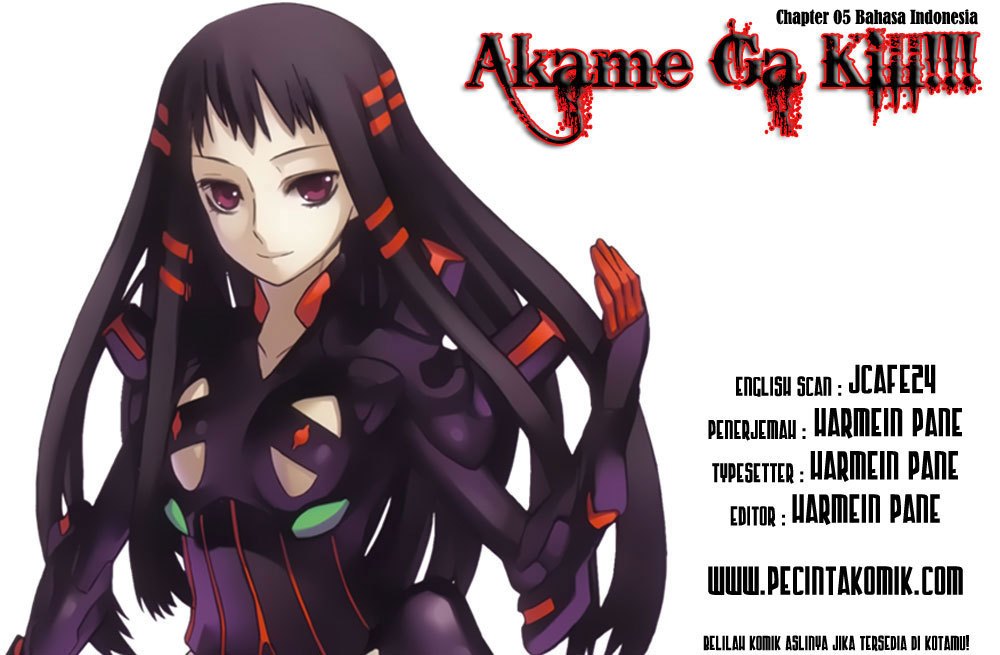 Chapter 05 Bahasa Indonesia
Akame Ga Kill!!!
ENGLISH SCAN : JCAFE24
PENERJEMAH : HARMEIN PANE
TYPESETTER : HARMEIN PANE
EDITOR : HARMEIN PANE
WWW.PECINTAKOMIK.COM
BELILAH KOMIK ASLINYA JIKA TERSEDIA DI KOTAMU!